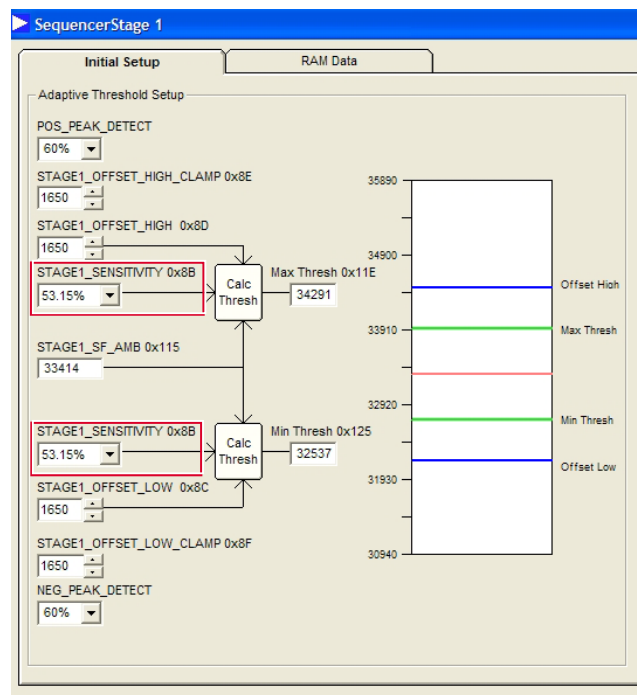 SequencerStage 1
Initial Setup
RAM Data
Adaptive Threshold Setup
POS_PEAK_DETECT
60%
STAGE1_OFFSET_HIGH_CLAMP 0x8E
1650
STAGE1_OFFSET_HIGH 0x8D
1650
STAGE1_SENSITIVITY 0x8B
53.15%
Calc
Thresh
Max Thresh 0x11E
34291
STAGE1_SF_AMB 0x115
33414
STAGE1_SENSITIVITY 0x8B
53.15%
Calc
Thresh
Min Thresh 0x125
32537
STAGE1_OFFSET_LOW 0x8C
1650
STAGE1_OFFSET_LOW_CLAMP 0x8F
1650
NEG_PEAK_DETECT
60%
35890
34900
33910
32920
31930
30940
Offset High
Max Thresh
Min Thresh
Offset Low